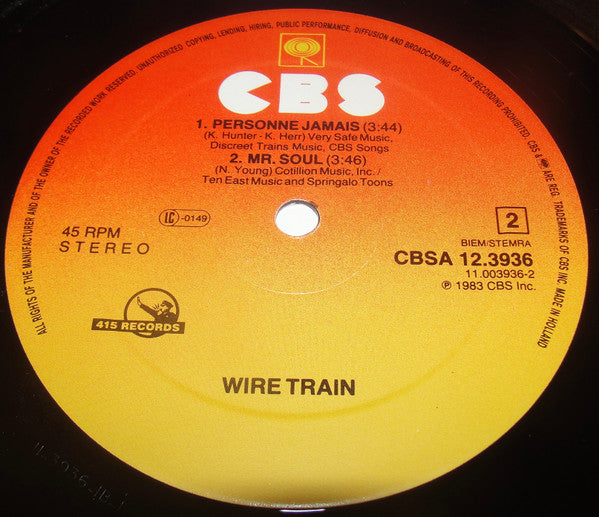 ALL RIGHTS OF THE MANUFACTURER AND OF THE OWNER OF THE RECORDED WORK RESERVED. UNAUTHORIZED COPYING, LENDING, HIRING, PUBLIC PERFORMANCE, DIFFUSION AND BROADCASTING OF THIS RECORD PROHIBITED. CBS & ARE REG. TRADEMARKS OF CBS INC. MADE IN HOLLAND
CBS
1. PERSONNE JAMAIS (3:44)
(K. Hunter - K. Herr) Very Safe Music,
Discreet Trains Music, CBS Songs
2. MR. SOUL (3:46)
(N. Young) Cotillion Music, Inc. /
Ten East Music and Springalo Toons
45 RPM
STEREO
IC -0149
2
BIEM/STEMRA
CBSA 12.3936
11.003936-2
℗ 1983 CBS Inc.
415 RECORDS
WIRE TRAIN